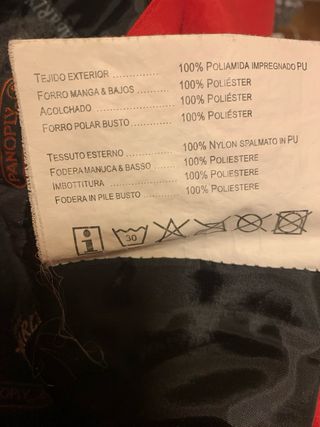 PANOPLY
TEJIDO EXTERIOR .............. 100% POLIAMIDA IMPREGNADO PU
FORRO MANGA & BAJOS .......... 100% POLIÉSTER
ACOLCHADO .................... 100% POLIÉSTER
FORRO POLAR BUSTO ............ 100% POLIÉSTER
TESSUTO ESTERNO .............. 100% NYLON SPALMATO IN PU
FODERA MANUCA & BASSO ........ 100% POLIESTERE
IMBOTTITURA .................. 100% POLIESTERE
FODERA IN PILE BUSTO ......... 100% POLIESTERE
i 30